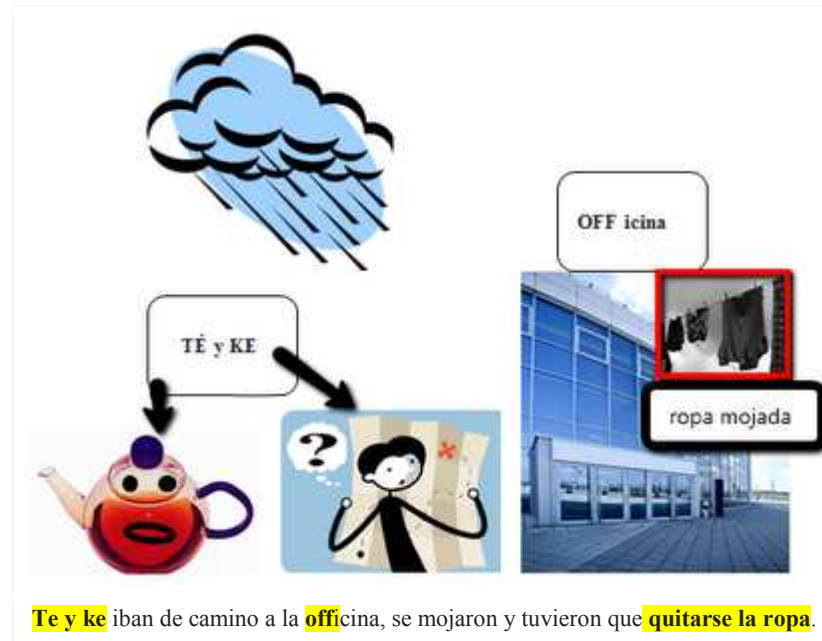 OFF icina
TÉ y KE
ropa mojada
?
Te y ke iban de camino a la officina, se mojaron y tuvieron que quitarse la ropa.